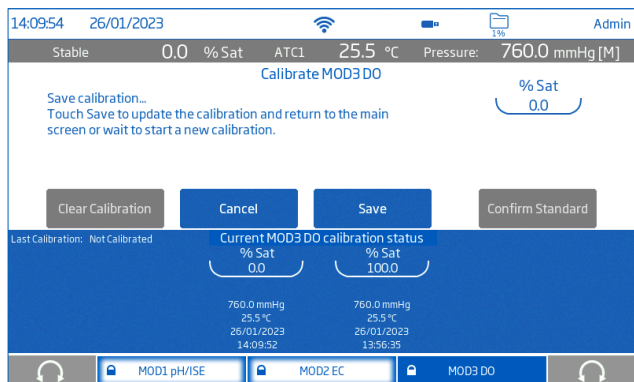 14:09:54 26/01/2023 1% Admin
Stable 0.0 % Sat ATC1 25.5 °C Pressure: 760.0 mmHg [M]
Calibrate MOD3 DO
% Sat
0.0
Save calibration...
Touch Save to update the calibration and return to the main
screen or wait to start a new calibration.
Clear Calibration Cancel Save Confirm Standard
Last Calibration: Not Calibrated Current MOD3 DO calibration status
% Sat % Sat
0.0 100.0
760.0 mmHg 760.0 mmHg
25.5 °C 25.5 °C
26/01/2023 26/01/2023
14:09:52 13:56:35
MOD1 pH/ISE MOD2 EC MOD3 DO